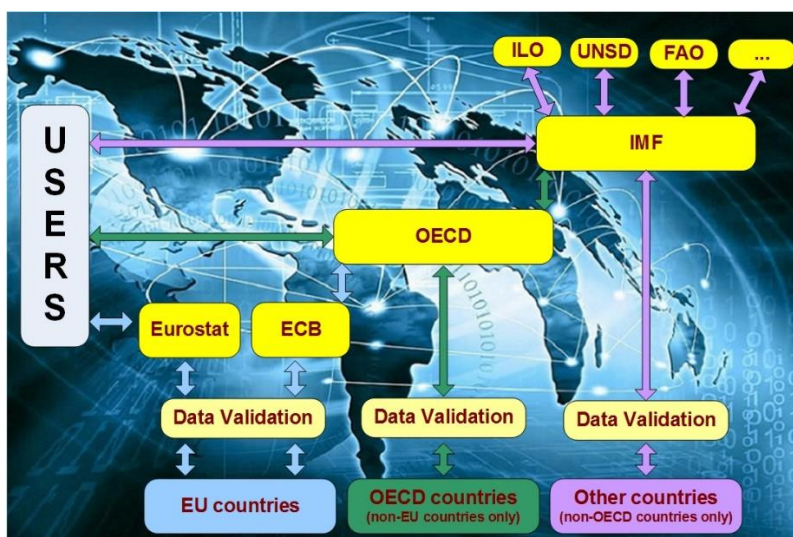 ILO
UNSD
FAO
...
USERS
IMF
OECD
Eurostat
ECB
Data Validation
Data Validation
Data Validation
EU countries
OECD countries
(non-EU countries only)
Other countries
(non-OECD countries only)